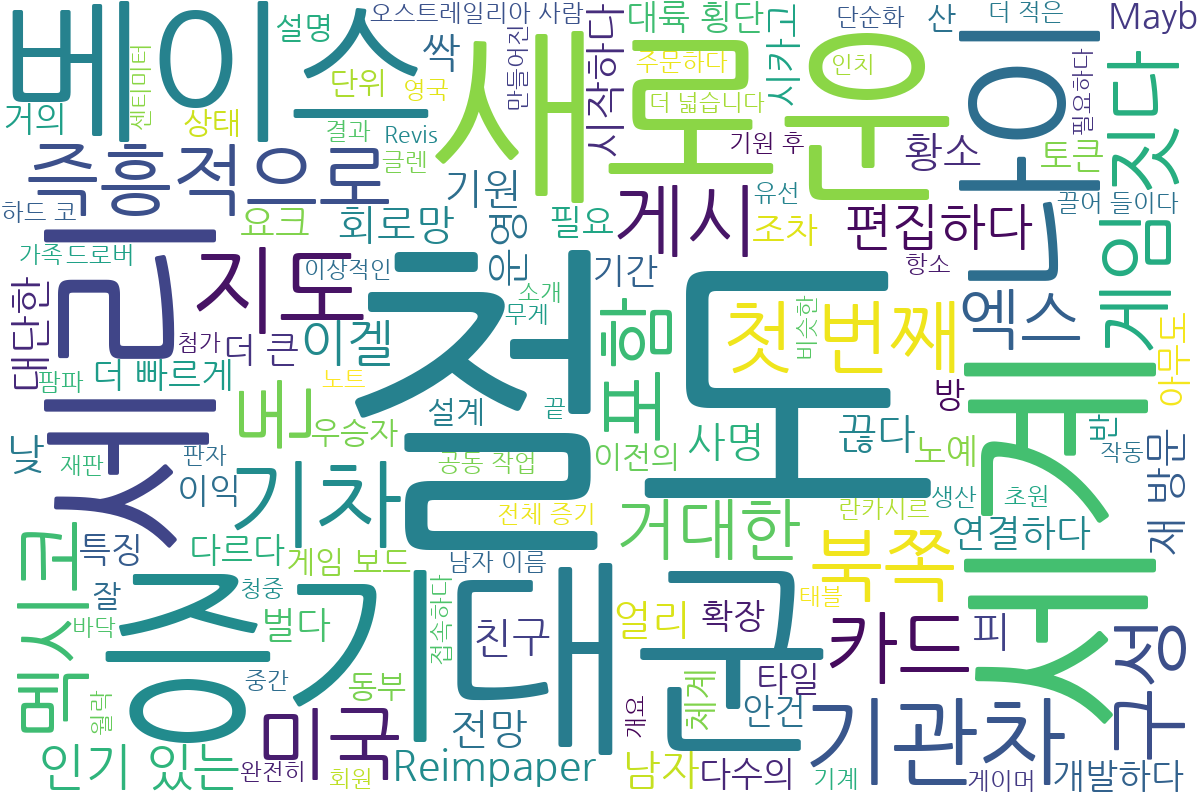 베이스
설명
오스트레일리아 사람
싹
단위
영국
만들어진
새로운
대륙 횡단
주문하다
더 넓습니다
시카고
단순화
인치
산
더 적은
Mayb
나이
필요하다
짓다
거의
센티미터
상태
결과
Revis
글렌
시작하다
기원 후
황소
토큰
즉흥적으로
하드 코
요크
기원
회로망
운영
필요
게시
유선
조차
편집하다
끌어 들이다
가족
드로버
이상적인
소개
무게
기간
항소
대단한
세리
지도
첨가
더 큰
이겔
철도
포함
첫 번째
비슷한
엑스
게임
아무도
팜파
더 빠르게
노트
돈
설계
끝
방
낮
우승자
재판
판자
이익
기차
공동 작업
이전의
사명
끊다
노예
반
작동
재 방문
세계
전체 증기
거대한
란카시르
생산
초원
연결하다
멕시코
특징
다르다
게임 보드
남자 이름
북쪽
잘
청중
증기
벌다
접속하다
대군
얼리
확장
태블
카드
피
구성
바닥
친구
중간
동부
타일
월락
미국
전망
개요
체계
안건
기관차
인기 있는
완전히
회원
Reimpaper
남자
다수의
기계
게이머
개발하다